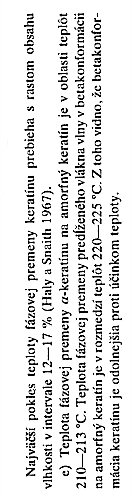 Najväčší pokles teploty fázovej premeny keratínu prebieha s rastom obsahu
vlhkosti v intervale 12—17 % (Haly a Snaith 1967).
e) Teplota fázovej premeny α-keratínu na amorfný keratín je v oblasti teplôt
210—213 °C. Teplota fázovej premeny predĺženého vlákna vlny v betakonformácii
na amorfný keratín je v rozmedzí teplôt 220—225 °C. Z toho vidno, že betakonfor-
mácia keratínu je odolnejšia proti účinkom teploty.